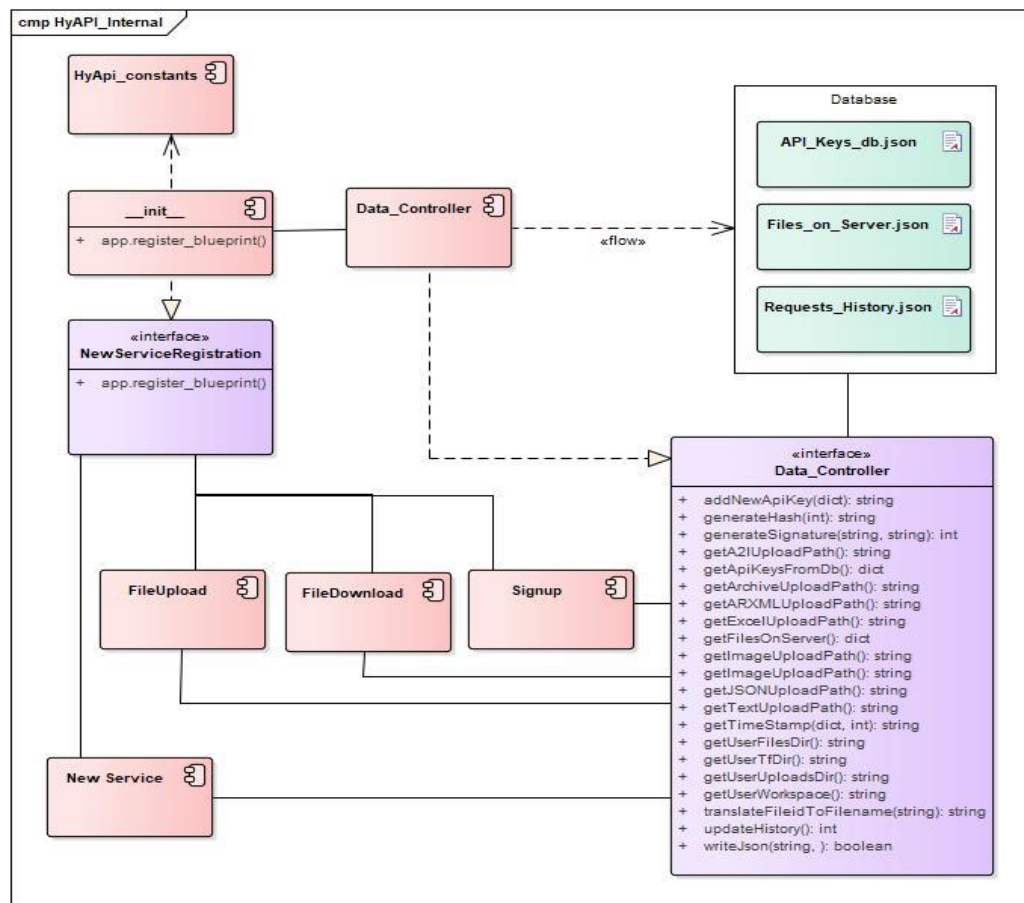 cmp HyAPI_Internal
HyApi_constants
__init__
+ app.register_blueprint()
Data_Controller
«flow»
Database
API_Keys_db.json
Files_on_Server.json
Requests_History.json
«interface»
NewServiceRegistration
+ app.register_blueprint()
«interface»
Data_Controller
+ addNewApiKey(dict): string
+ generateHash(int): string
+ generateSignature(string, string): int
+ getA2lUploadPath(): string
+ getApiKeysFromDb(): dict
+ getArchiveUploadPath(): string
+ getARXMLUploadPath(): string
+ getExcelUploadPath(): string
+ getFilesOnServer(): dict
+ getImageUploadPath(): string
+ getImageUploadPath(): string
+ getJSONUploadPath(): string
+ getTextUploadPath(): string
+ getTimeStamp(dict, int): string
+ getUserFilesDir(): string
+ getUserTfDir(): string
+ getUserUploadsDir(): string
+ getUserWorkspace(): string
+ translateFileidToFilename(string): string
+ updateHistory(): int
+ writeJson(string, ): boolean
FileUpload
FileDownload
Signup
New Service